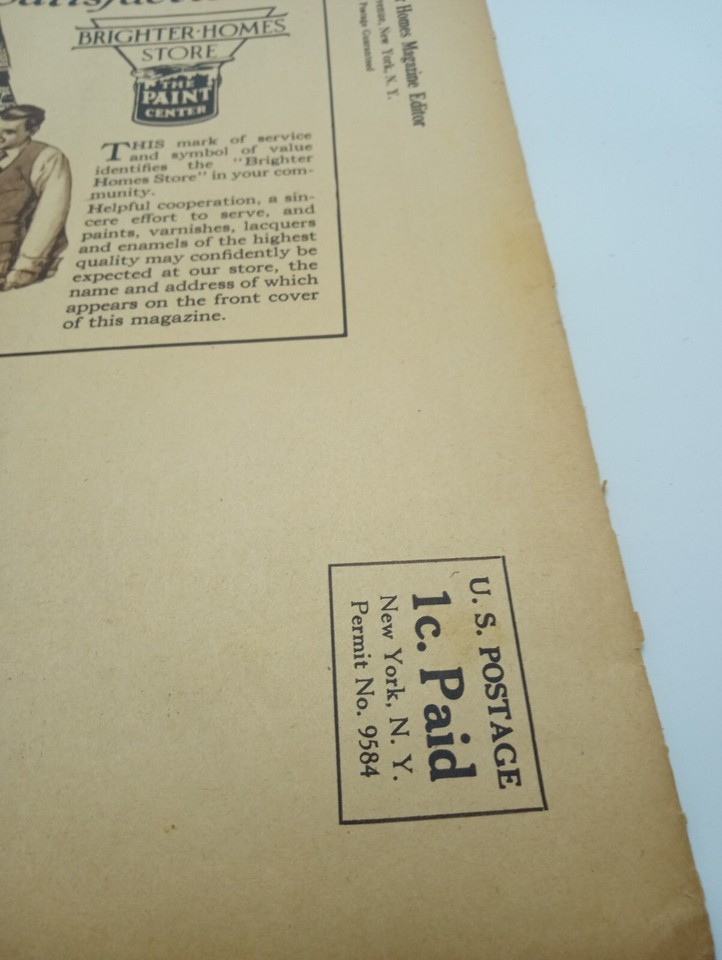 BRIGHTER-HOMES
STORE
THE
PAINT
CENTER
THIS mark of service
and symbol of value
identifies the "Brighter
Homes Store" in your com-
munity.
Helpful cooperation, a sin-
cere effort to serve, and
paints, varnishes, lacquers
and enamels of the highest
quality may confidently be
expected at our store, the
name and address of which
appears on the front cover
of this magazine.
Homes Magazine Editor
New York, N. Y.
Postage Guaranteed
U. S. POSTAGE
1c. Paid
New York, N. Y.
Permit No. 9584